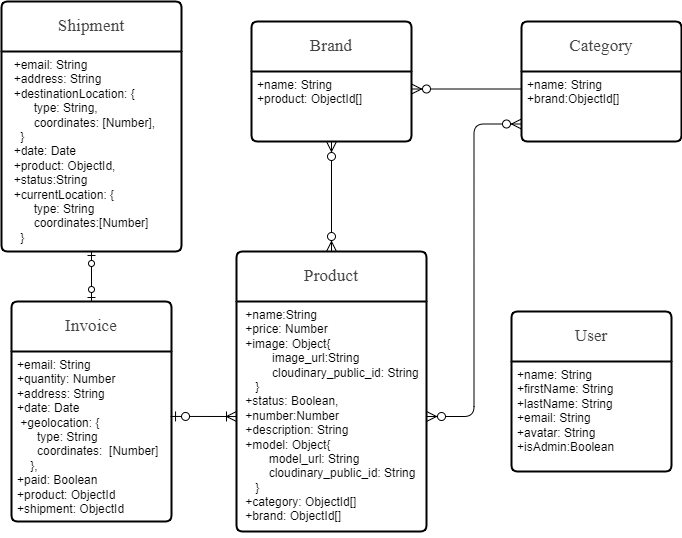 Shipment
+email: String
+address: String
+destinationLocation: {
type: String,
coordinates: [Number],
}
+date: Date
+product: ObjectId,
+status:String
+currentLocation: {
type: String
coordinates:[Number]
}
Brand
+name: String
+product: ObjectId[]
Category
+name: String
+brand:ObjectId[]
Invoice
+email: String
+quantity: Number
+address: String
+date: Date
+geolocation: {
type: String
coordinates: [Number]
},
+paid: Boolean
+product: ObjectId
+shipment: ObjectId
Product
+name:String
+price: Number
+image: Object{
image_url:String
cloudinary_public_id: String
}
+status: Boolean,
+number:Number
+description: String
+model: Object{
model_url: String
cloudinary_public_id: String
}
+category: ObjectId[]
+brand: ObjectId[]
User
+name: String
+firstName: String
+lastName: String
+email: String
+avatar: String
+isAdmin:Boolean